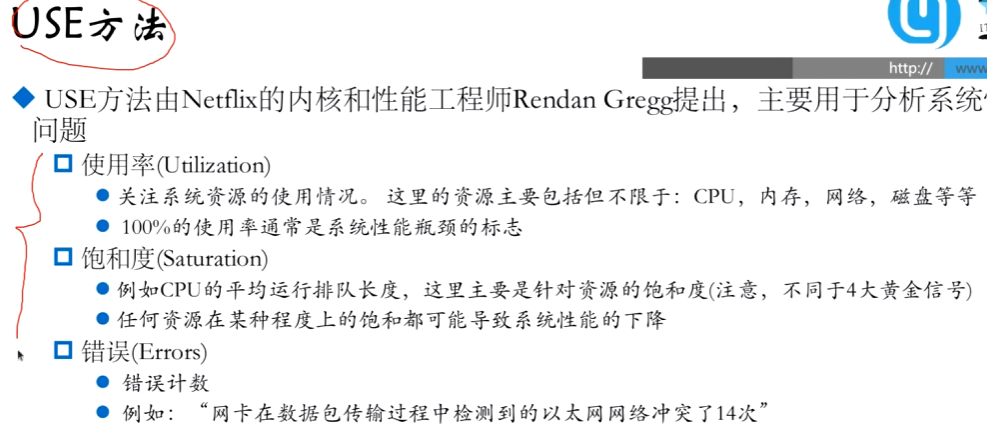 USE方法
http://
www
◆ USE方法由Netflix的内核和性能工程师Rendan Gregg提出，主要用于分析系统
问题
使用率(Utilization)
● 关注系统资源的使用情况。 这里的资源主要包括但不限于：CPU，内存，网络，磁盘等等
● 100%的使用率通常是系统性能瓶颈的标志
饱和度(Saturation)
● 例如CPU的平均运行排队长度，这里主要是针对资源的饱和度(注意，不同于4大黄金信号)
● 任何资源在某种程度上的饱和都可能导致系统性能的下降
错误(Errors)
● 错误计数
● 例如：“网卡在数据包传输过程中检测到的以太网网络冲突了14次”